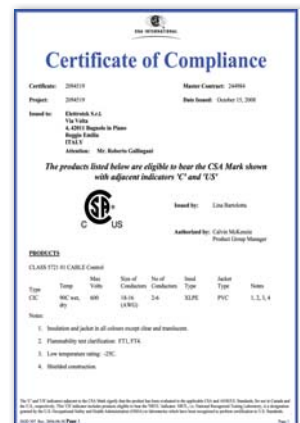 CSA INTERNATIONAL
Certificate of Compliance
Certificate: 2094519 Master Contract: 244984
Project: 2094519 Date Issued: October 15, 2008
Issued to: Elettrotek S.r.l.
Via Volta
4, 42011 Bagnolo in Piano
Reggio Emilia
ITALY
Attention: Mr. Roberto Gallingani
The products listed below are eligible to bear the CSA Mark shown
with adjacent indicators 'C' and 'US'
CSA ®
C US
Issued by: Lina Bartolotta
Authorized by: Calvin McKenzie
Product Group Manager
PRODUCTS
CLASS 5721 01 CABLE Control
Type Temp Max Volts Size of Conductors No of Conductors Insul Type Jacket Type Notes
CIC 90C wet, dry 600 14-16 (AWG) 2-6 XLPE PVC 1, 2, 3, 4
Notes:
1. Insulation and jacket in all colours except clear and translucent.
2. Flammability test clarification: FT1, FT4.
3. Low temperature rating: -25C.
4. Shielded construction.